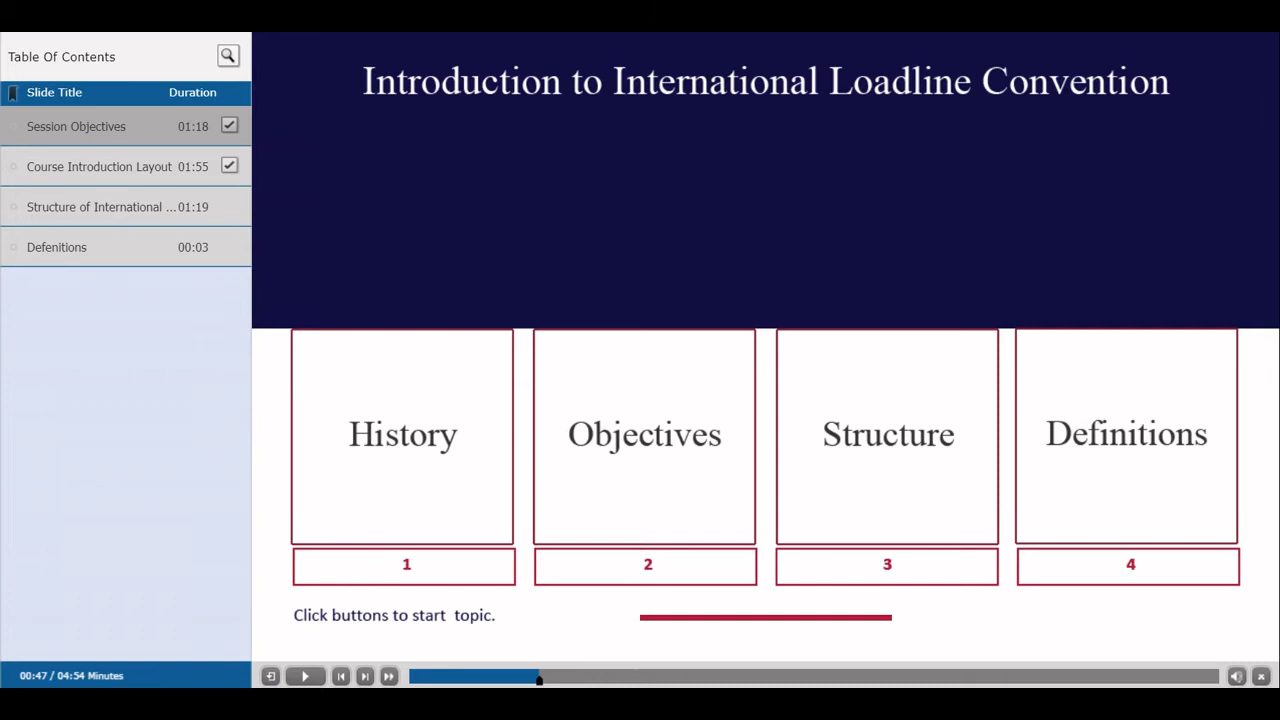 Table Of Contents
Slide Title Duration
Session Objectives 01:18
Course Introduction Layout 01:55
Structure of International ... 01:19
Defenitions 00:03
Introduction to International Loadline Convention
History
Objectives
Structure
Definitions
1
2
3
4
Click buttons to start topic.
00:47 / 04:54 Minutes